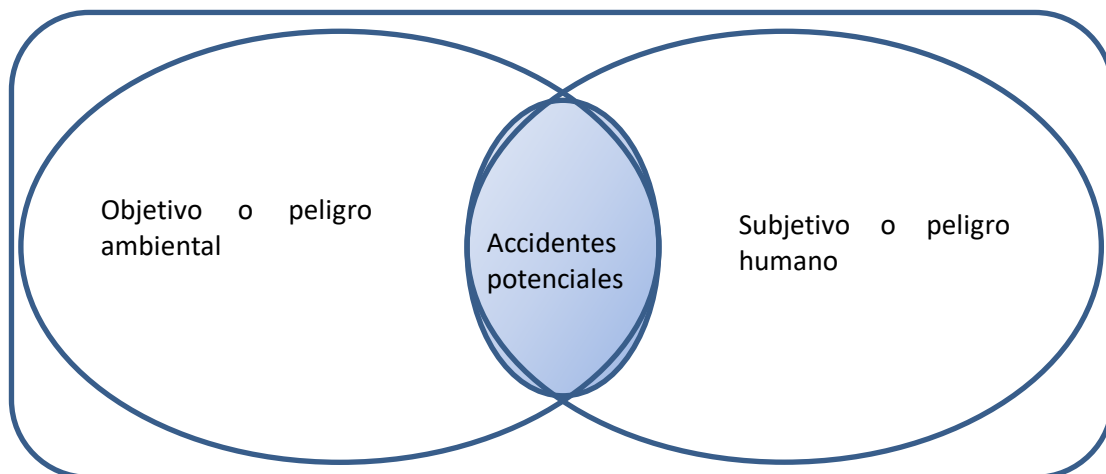 Objetivo o peligro
ambiental
Accidentes
potenciales
Subjetivo o peligro
humano